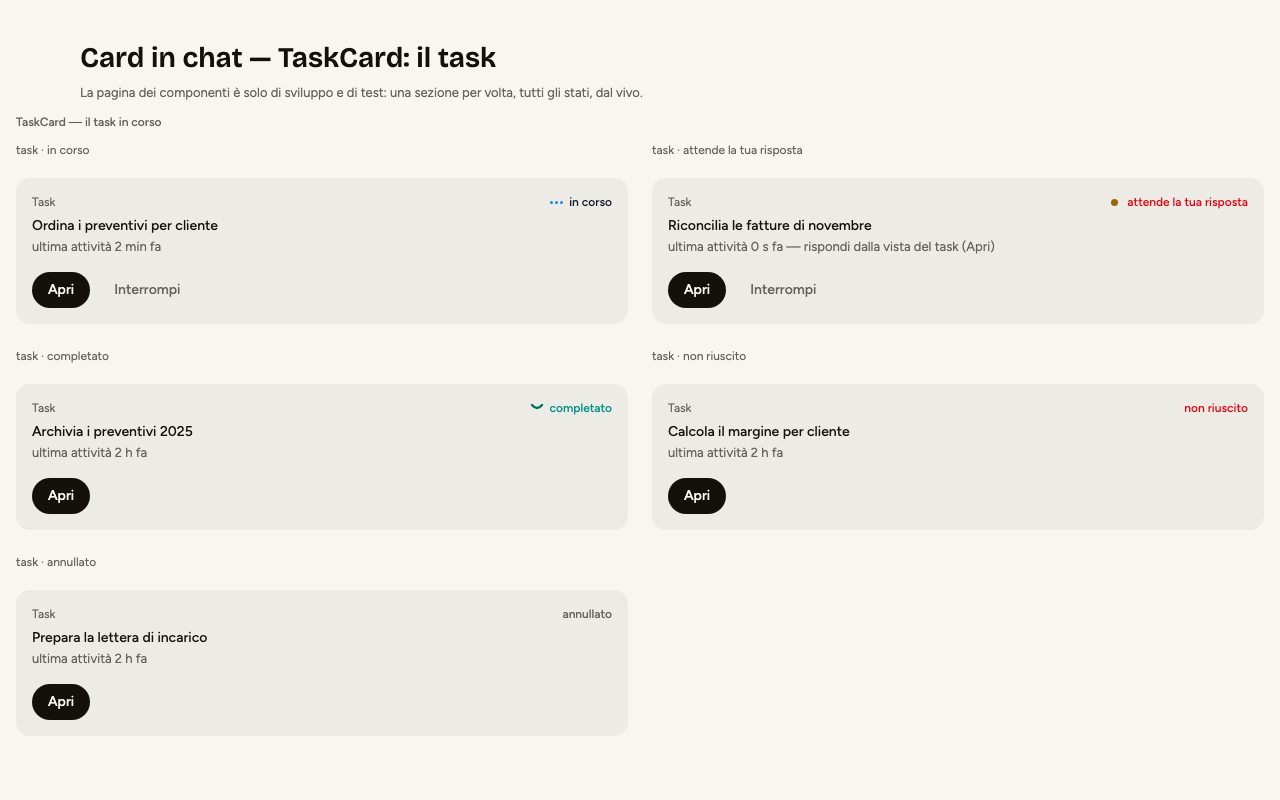 Card in chat — TaskCard: il task
La pagina dei componenti è solo di sviluppo e di test: una sezione per volta, tutti gli stati, dal vivo.
TaskCard — il task in corso
task · in corso
Task
in corso
Ordina i preventivi per cliente
ultima attività 2 min fa
Apri
Interrompi
task · attende la tua risposta
Task
attende la tua risposta
Riconcilia le fatture di novembre
ultima attività 0 s fa — rispondi dalla vista del task (Apri)
Apri
Interrompi
task · completato
Task
completato
Archivia i preventivi 2025
ultima attività 2 h fa
Apri
task · non riuscito
Task
non riuscito
Calcola il margine per cliente
ultima attività 2 h fa
Apri
task · annullato
Task
annullato
Prepara la lettera di incarico
ultima attività 2 h fa
Apri